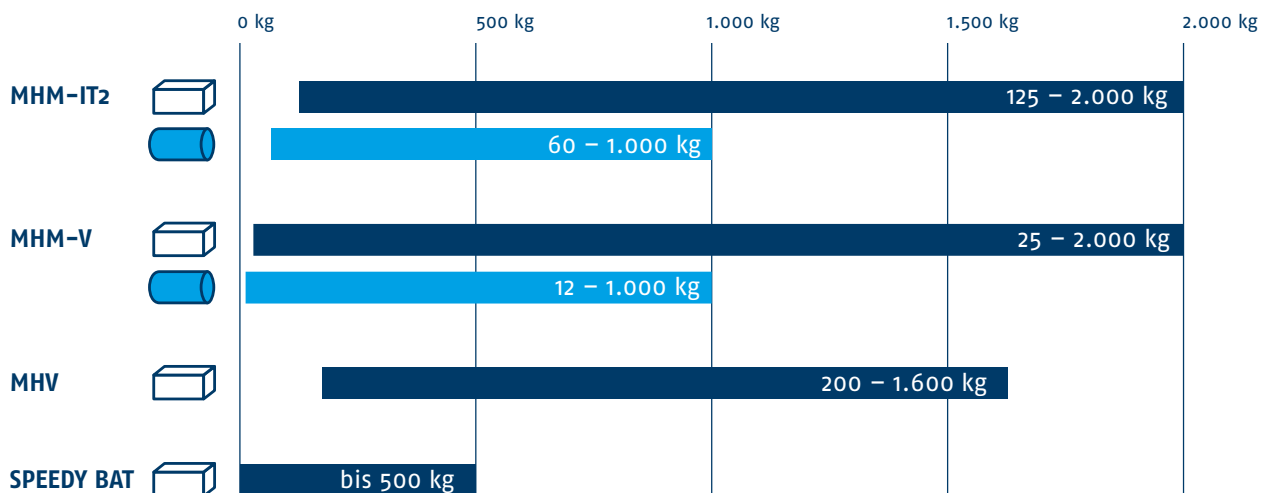 0 kg 500 kg 1.000 kg 1.500 kg 2.000 kg
MHM-IT2 125 – 2.000 kg
60 – 1.000 kg
MHM-V 25 – 2.000 kg
12 – 1.000 kg
MHV 200 – 1.600 kg
SPEEDY BAT bis 500 kg